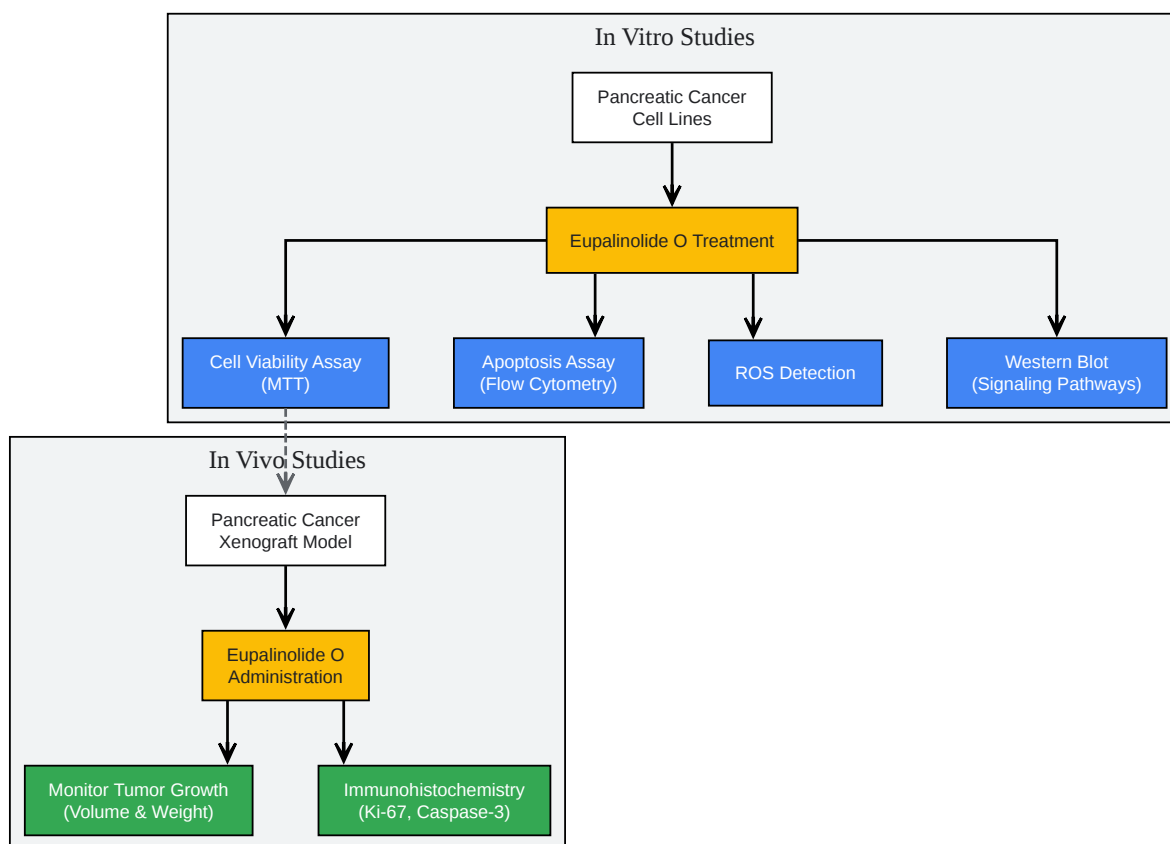 In Vitro Studies
Pancreatic Cancer
Cell Lines
Eupalinolide O Treatment
Cell Viability Assay
(MTT)
Apoptosis Assay
(Flow Cytometry)
ROS Detection
Western Blot
(Signaling Pathways)
In Vivo Studies
Pancreatic Cancer
Xenograft Model
Eupalinolide O
Administration
Monitor Tumor Growth
(Volume & Weight)
Immunohistochemistry
(Ki-67, Caspase-3)